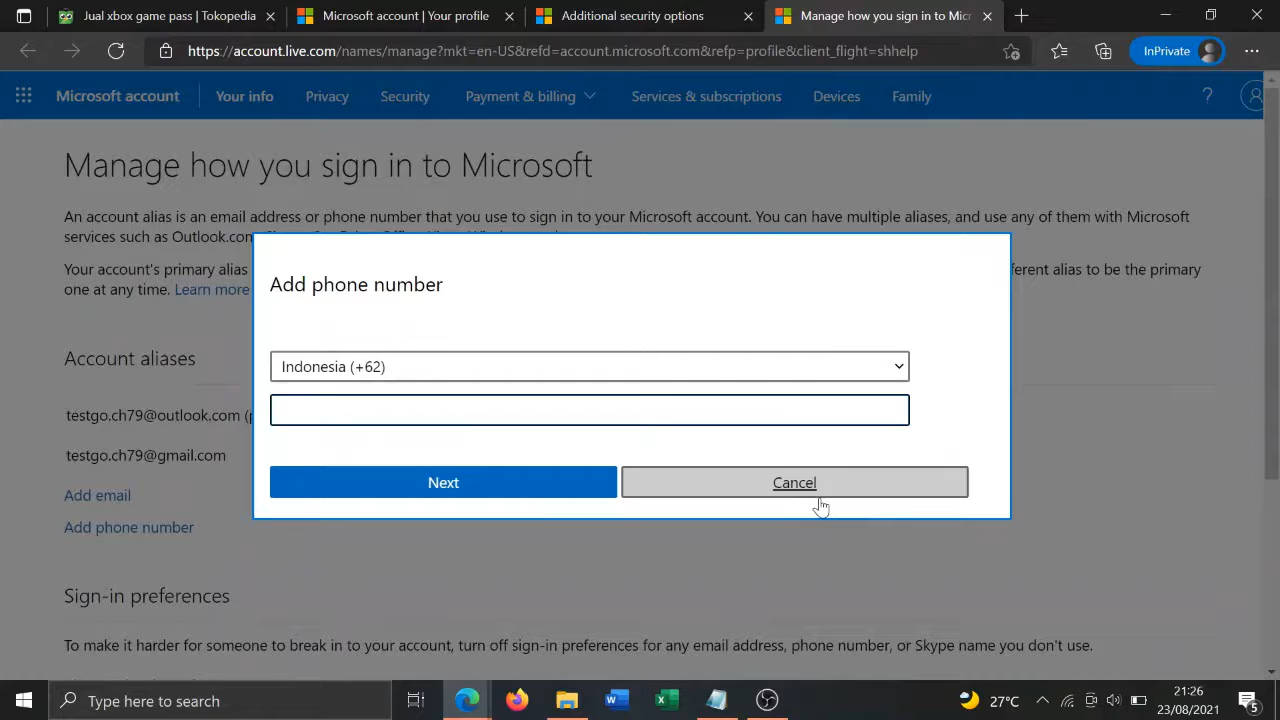 Jual xbox game pass | Tokopedia
Microsoft account | Your profile
Additional security options
Manage how you sign in to Micr
https://account.live.com/names/manage?mkt=en-US&refd=account.microsoft.com&refp=profile&client_flight=shhelp
InPrivate
Microsoft account
Your info
Privacy
Security
Payment & billing
Services & subscriptions
Devices
Family
?
Manage how you sign in to Microsoft
An account alias is an email address or phone number that you use to sign in to your Microsoft account. You can have multiple aliases, and use any of them with Microsoft
services such as Outlook.com
Your account's primary alias
ferent alias to be the primary
one at any time. Learn more
Add phone number
Indonesia (+62)
Next
Cancel
Account aliases
testgo.ch79@outlook.com (p
testgo.ch79@gmail.com
Add email
Add phone number
Sign-in preferences
To make it harder for someone to break in to your account, turn off sign-in preferences for any email address, phone number, or Skype name you don't use.
Type here to search
27°C
21:26
23/08/2021
5